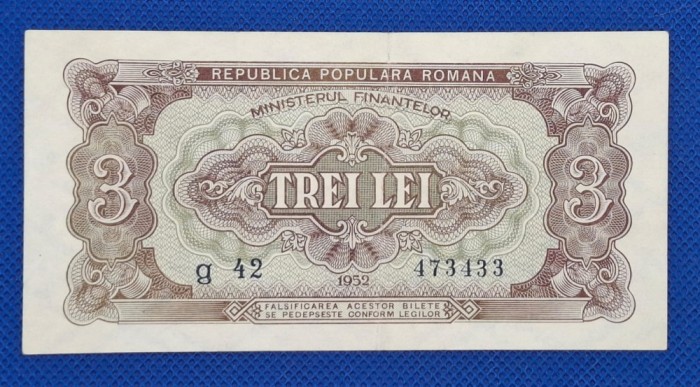 REPUBLICA POPULARA ROMANA
MINISTERUL FINANTELOR
3 TREI LEI 3
g 42 1952 473433
FALSIFICAREA ACESTOR BILETE
SE PEDEPSESTE CONFORM LEGILOR